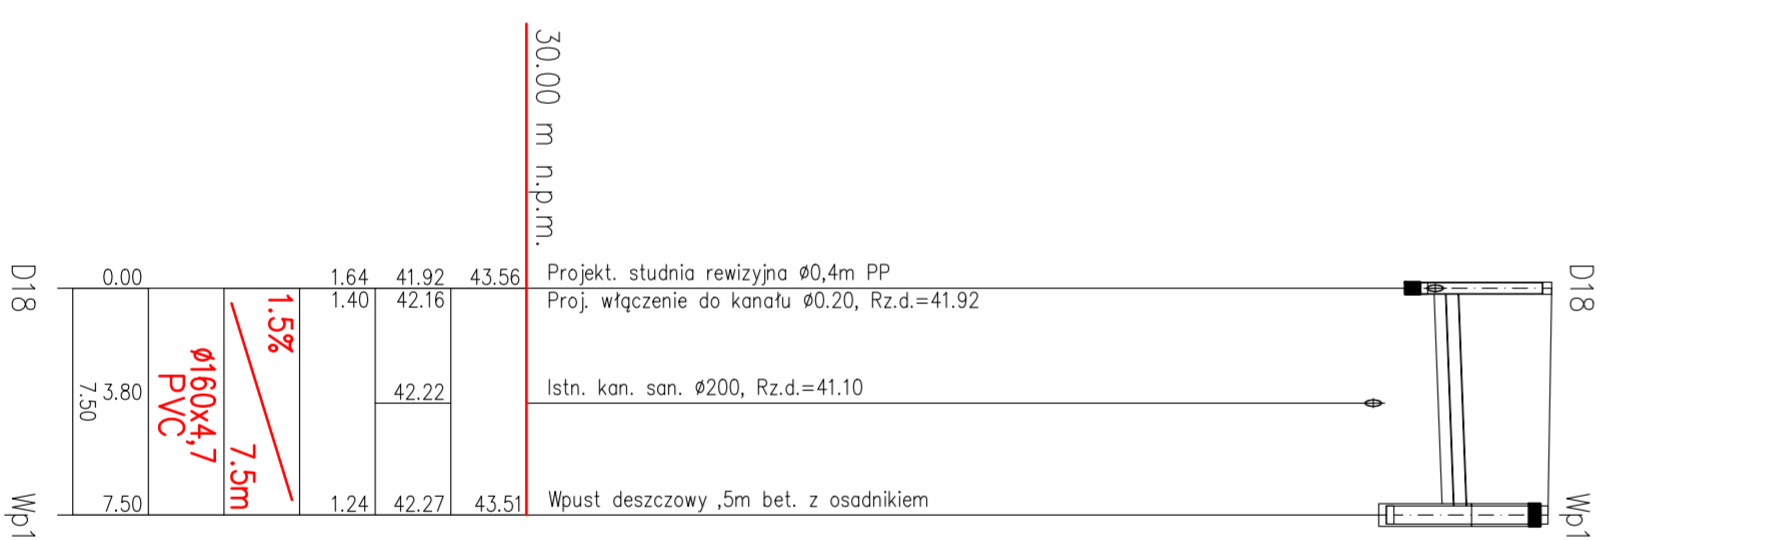 30.00 m n.p.m.
D18
0.00
1.64
41.92
43.56
Projekt. studnia rewizyjna ø0,4m PP
D18
1.40
42.16
Proj. włączenie do kanału ø0.20, Rz.d.=41.92
1.5%
ø160x4,7
PVC
7.50
3.80
42.22
Istn. kan. san. ø200, Rz.d.=41.10
7.5m
Wp1
7.50
1.24
42.27
43.51
Wpust deszczowy ,5m bet. z osadnikiem
Wp1